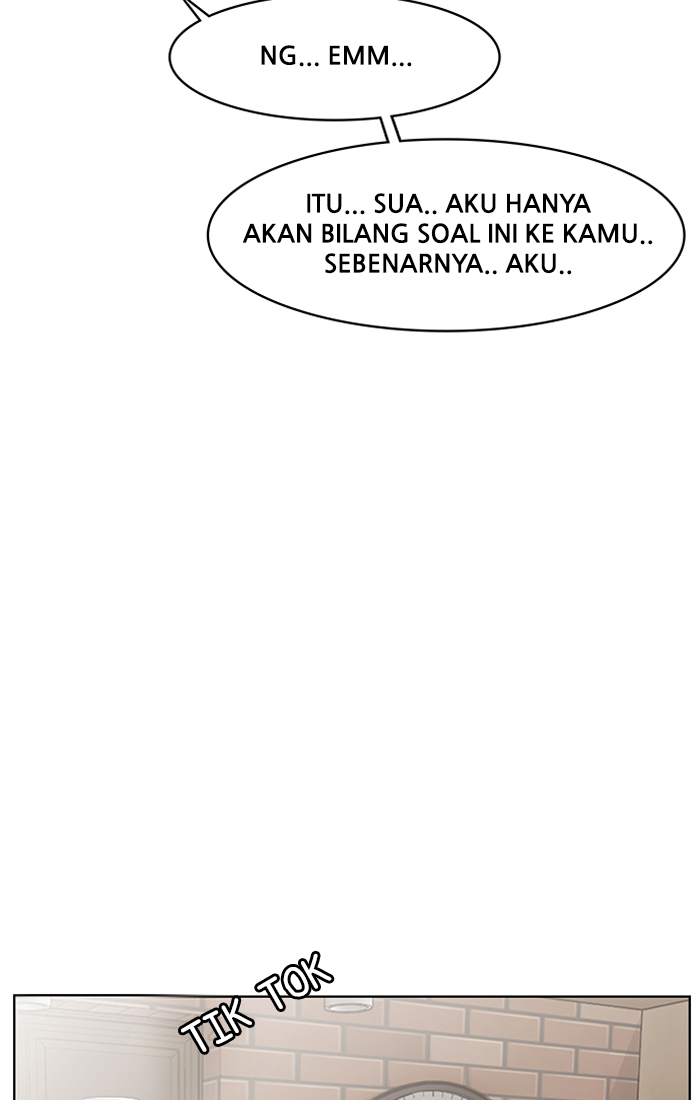 NG... EMM...
ITU... SUA.. AKU HANYA
AKAN BILANG SOAL INI KE KAMU..
SEBENARNYA.. AKU..
TIK TOK